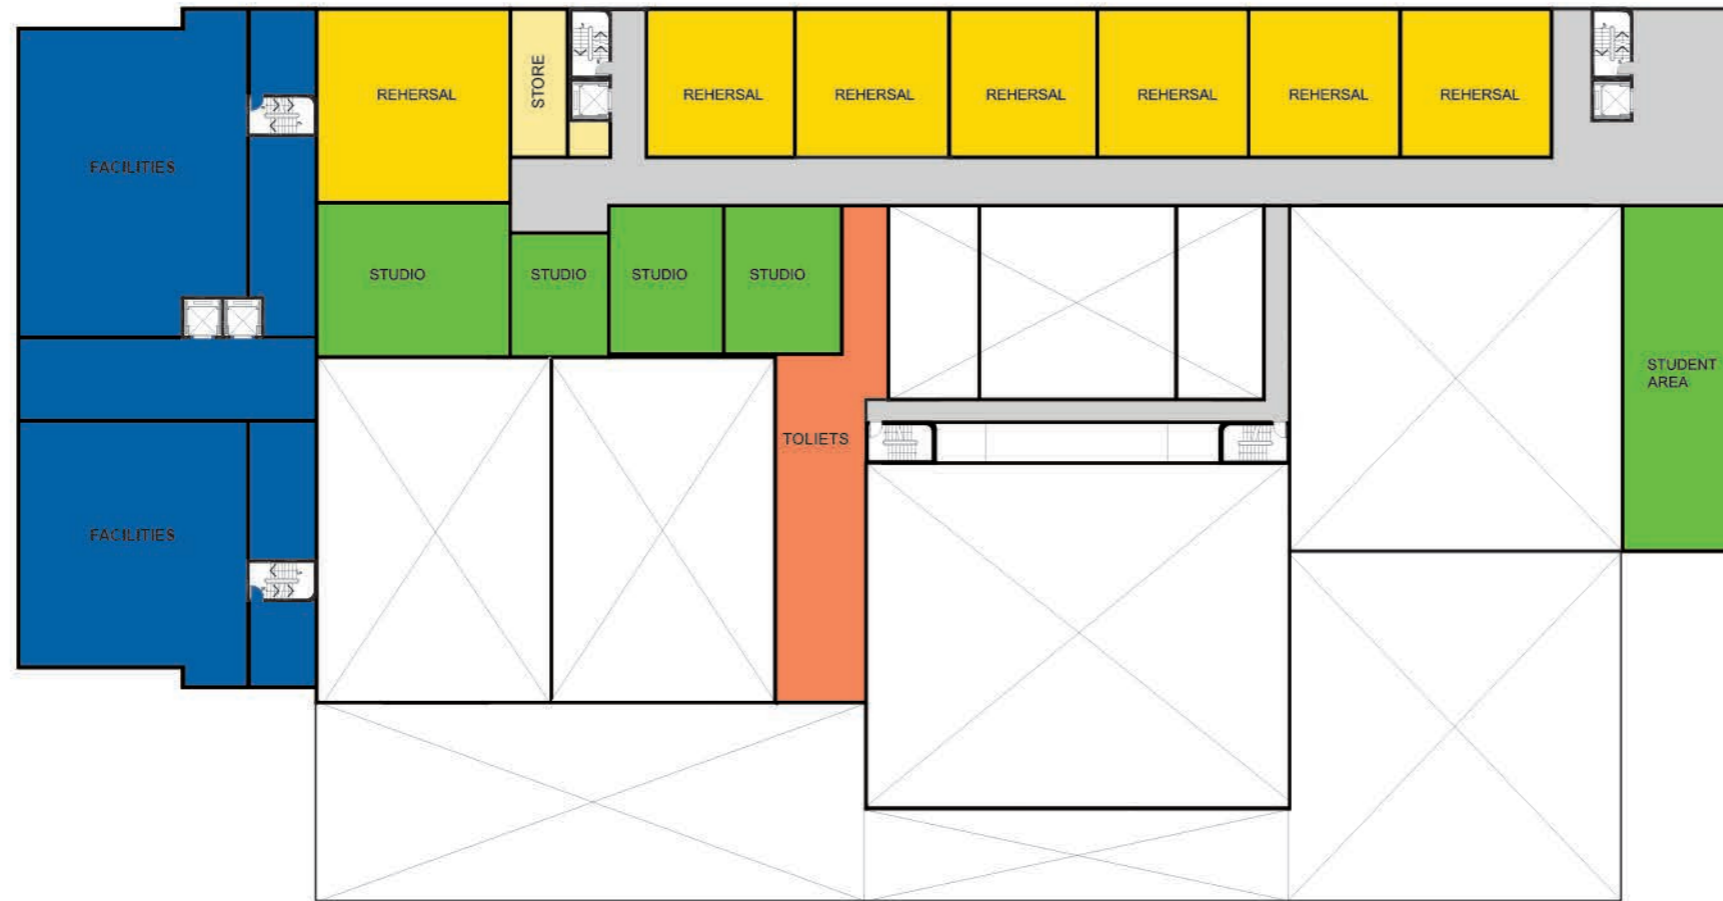 REHERSAL
STORE
REHERSAL
REHERSAL
REHERSAL
REHERSAL
REHERSAL
REHERSAL
FACILITIES
STUDIO
STUDIO
STUDIO
STUDIO
STUDENT
AREA
TOLIETS
FACILITIES